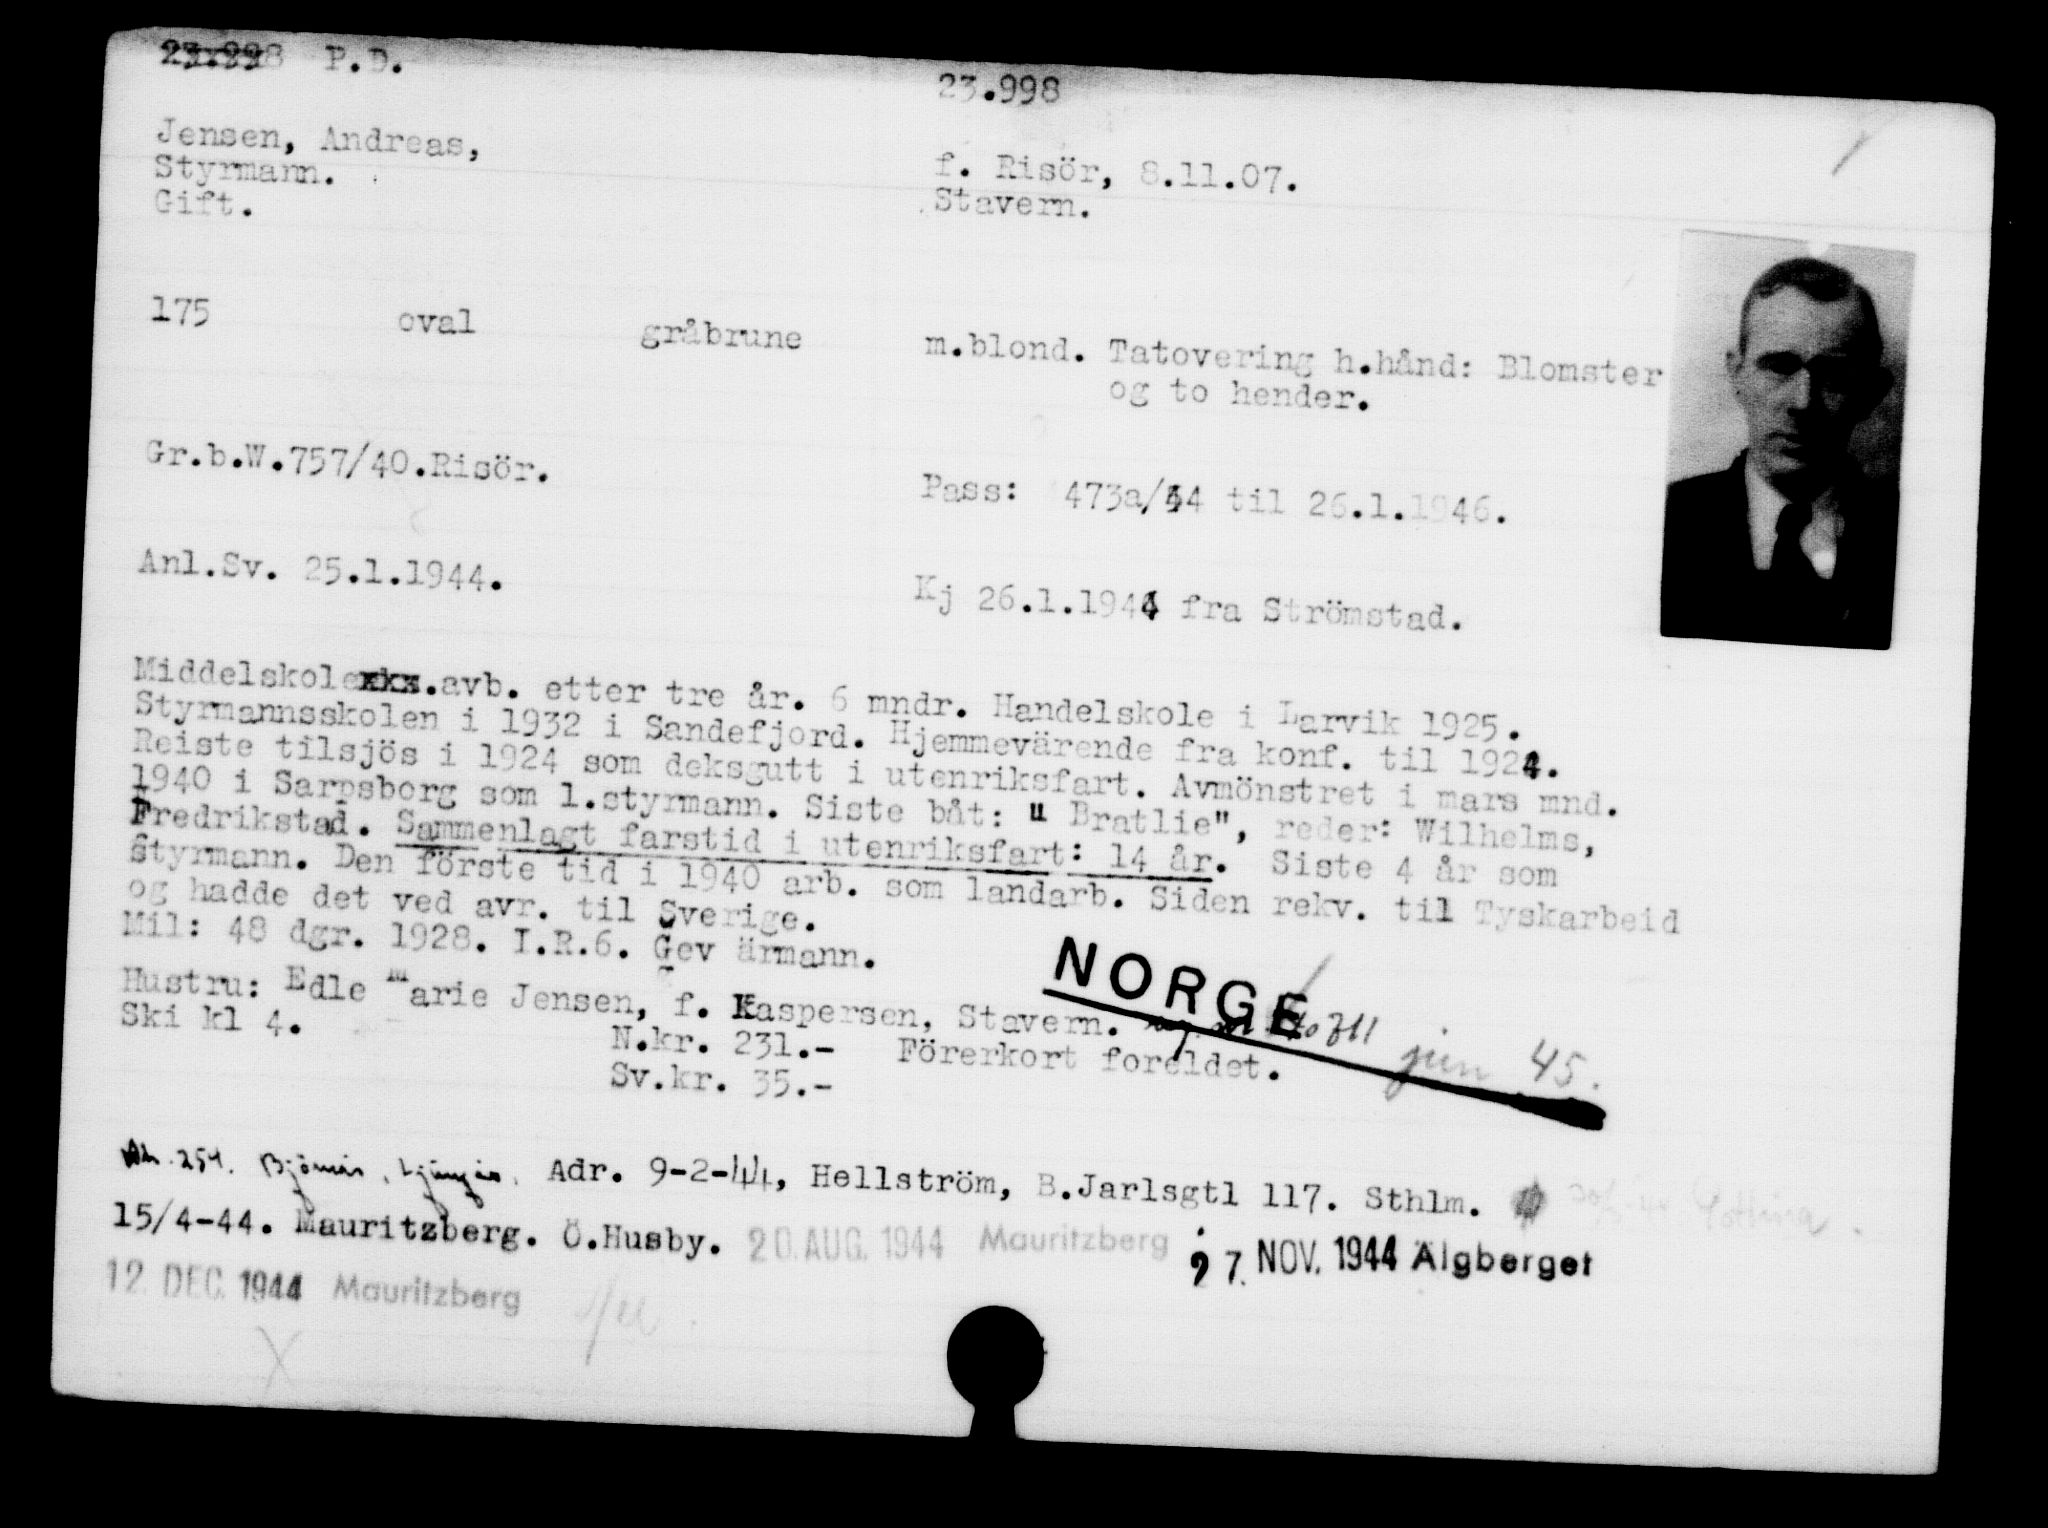 23.998 P.D.
23.998
Jensen, Andreas,
Styrmann.
Gift.
f. Risör, 8.11.07.
Stavern.
175 oval gråbrune m.blond. Tatovering h.hånd: Blomster
og to hender.
Gr.b.W.757/40.Risör.
Pass: 473a/44 til 26.1.1946.
Anl.Sv. 25.1.1944.
Kj 26.1.1944 fra Strömstad.
Middelskole.avb. etter tre år. 6 mndr. Handelskole i Larvik 1925.
Styrmannsskolen i 1932 i Sandefjord. Hjemmevärende fra konf. til 1924.
Reiste tilsjös i 1924 som deksgutt i utenriksfart. Avmönstret i mars mnd.
1940 i Sarpsborg som 1.styrmann. Siste båt: " Bratlie", reder: Wilhelms,
Fredrikstad. Sammenlagt farstid i utenriksfart: 14 år. Siste 4 år som
styrmann. Den förste tid i 1940 arb. som landarb. Siden rekv. til Tyskarbeid
og hadde det ved avr. til Sverige.
Mil: 48 dgr. 1928. I.R.6. Gev ärmann.
Hustru: Edle Marie Jensen, f. Kaspersen, Stavern.
Ski kl 4.
N.kr. 231.- Förerkort foreldet.
Sv.kr. 35.-
NORGE
jun 45.
254. Adr. 9-2-44, Hellström, B.Jarlsgtl 117. Sthlm.
15/4-44. Mauritzberg. Ö.Husby. 20. AUG. 1944 Mauritzberg ; 27. NOV. 1944 Älgberget
12. DEC. 1944 Mauritzberg
X